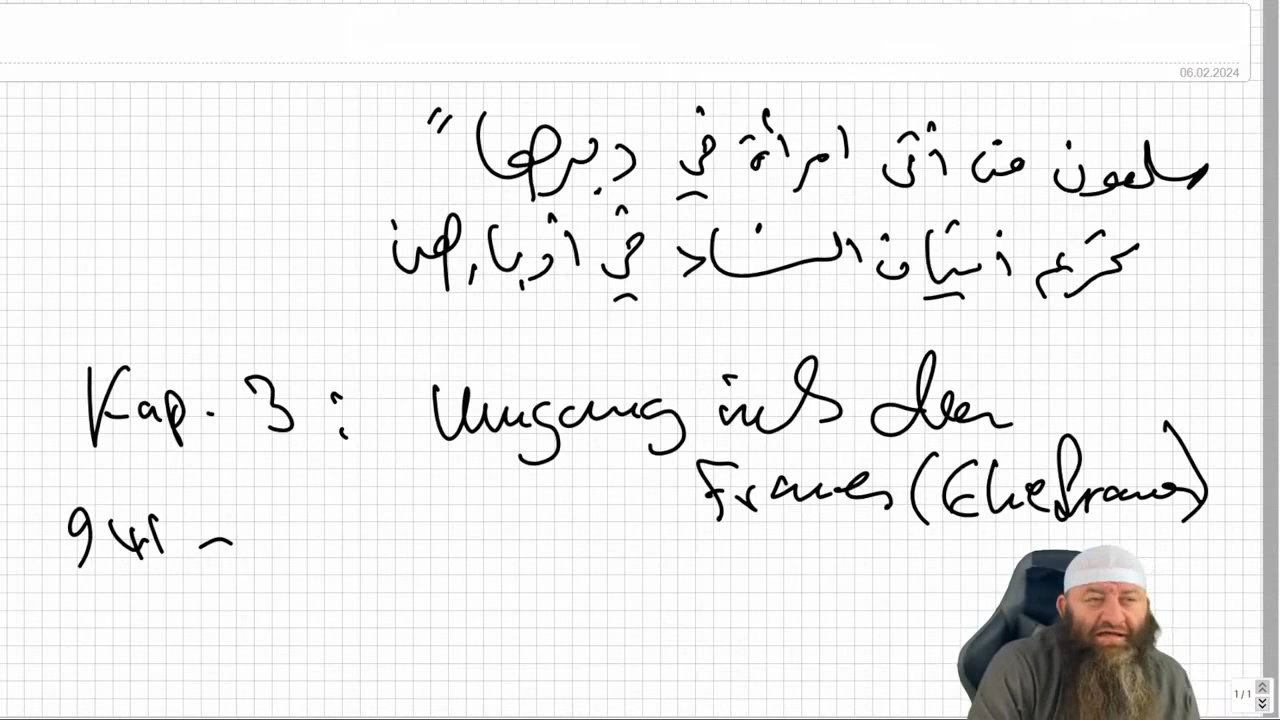 06.02.2024
ملعون من أتى امرأة في دبرها "
تحريم إتيان النساء في أدبارهن
Kap. 3 : Umgang mit den
Frauen (Ehefrauen)
941 -
1 / 1